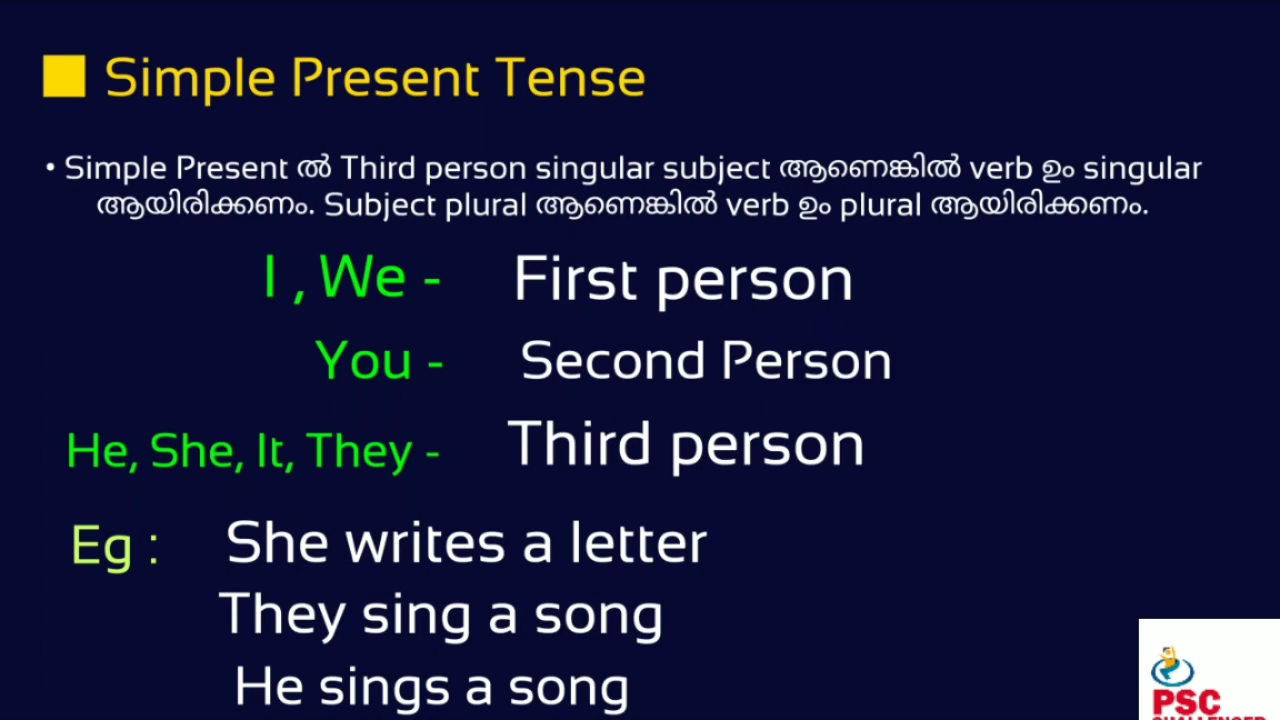 Simple Present Tense
• Simple Present ൽ Third person singular subject ആണെങ്കിൽ verb ഉം singular
ആയിരിക്കണം. Subject plural ആണെങ്കിൽ verb ഉം plural ആയിരിക്കണം.
I , We - First person
You - Second Person
He, She, It, They - Third person
Eg : She writes a letter
They sing a song
He sings a song
PSC